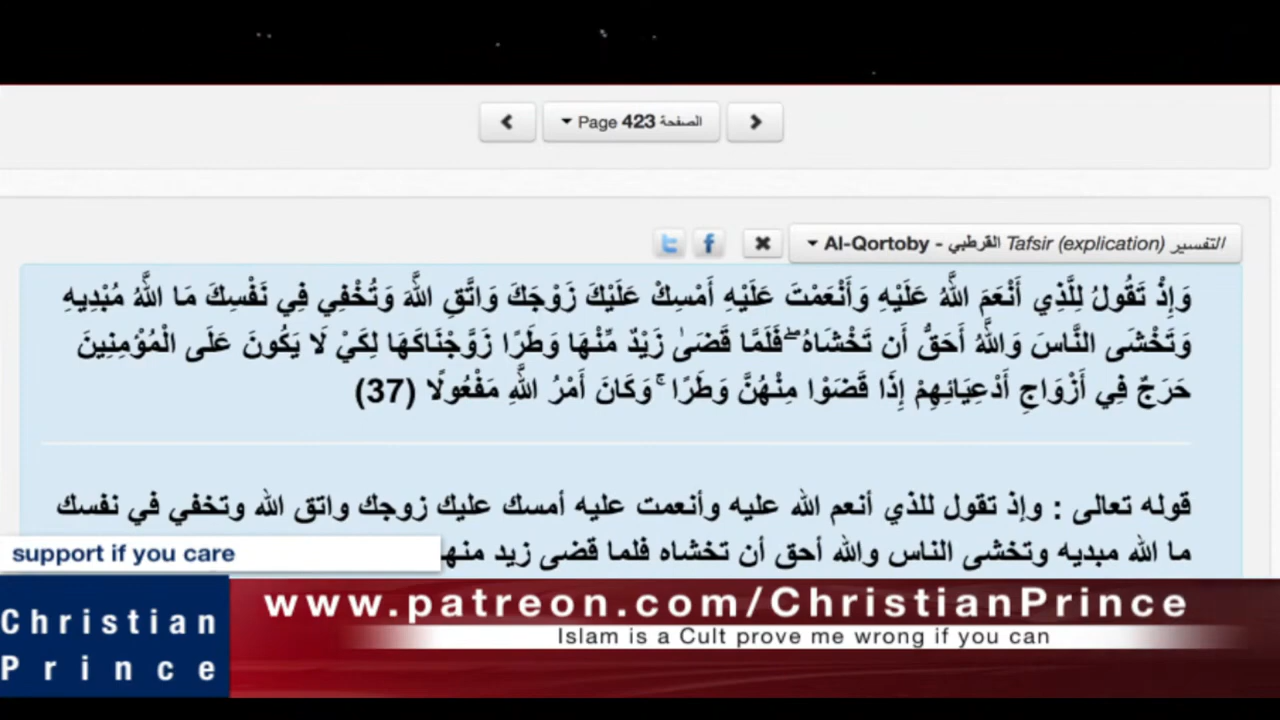 Page 423 الصفحة
التفسير Tafsir (explication) القرطبي - Al-Qortoby
وَإِذْ تَقُولُ لِلَّذِي أَنْعَمَ اللَّهُ عَلَيْهِ وَأَنْعَمْتَ عَلَيْهِ أَمْسِكْ عَلَيْكَ زَوْجَكَ وَاتَّقِ اللَّهَ وَتُخْفِي فِي نَفْسِكَ مَا اللَّهُ مُبْدِيهِ
وَتَخْشَى النَّاسَ وَاللَّهُ أَحَقُّ أَن تَخْشَاهُ ۖ فَلَمَّا قَضَىٰ زَيْدٌ مِّنْهَا وَطَرًا زَوَّجْنَاكَهَا لِكَيْ لَا يَكُونَ عَلَى الْمُؤْمِنِينَ
حَرَجٌ فِي أَزْوَاجِ أَدْعِيَائِهِمْ إِذَا قَضَوْا مِنْهُنَّ وَطَرًا ۚ وَكَانَ أَمْرُ اللَّهِ مَفْعُولًا (37)
قوله تعالى : وإذ تقول للذي أنعم الله عليه وأنعمت عليه أمسك عليك زوجك واتق الله وتخفي في نفسك
ما الله مبديه وتخشى الناس والله أحق أن تخشاه فلما قضى زيد منها
support if you care
Christian
Prince
www.patreon.com/ChristianPrince
Islam is a Cult prove me wrong if you can